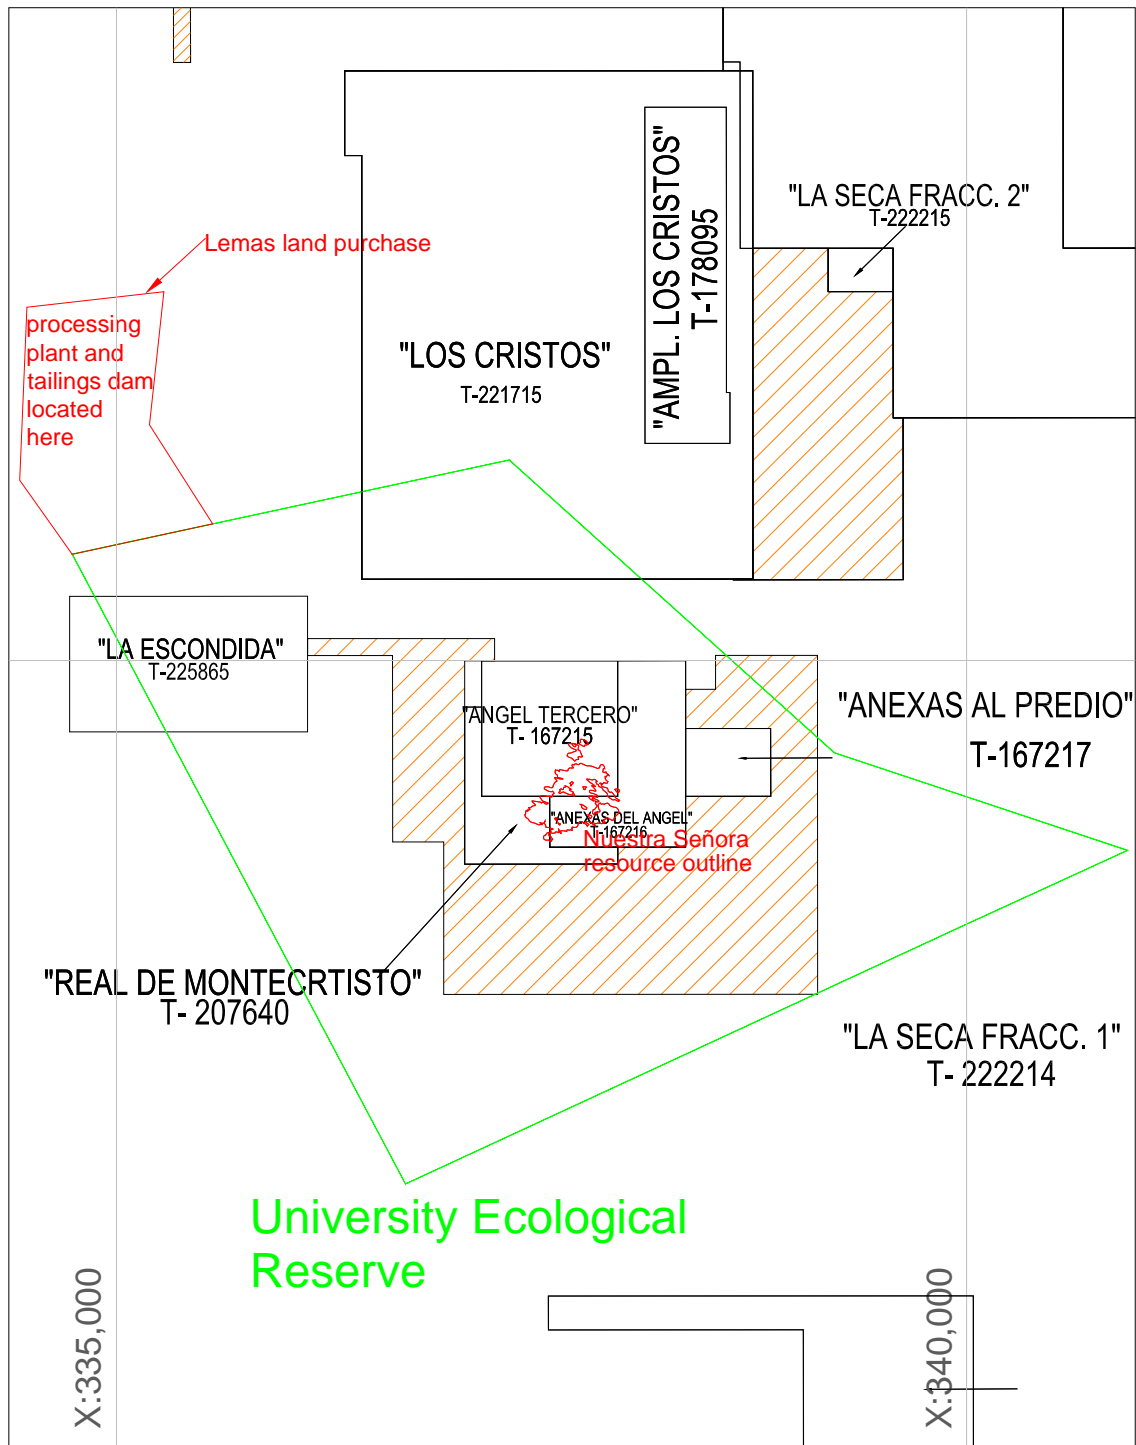 "LA SECA FRACC. 2"
T-222215
"AMPL. LOS CRISTOS"
T-178095
Lemas land purchase
processing
plant and
tailings dam
located
here
"LOS CRISTOS"
T-221715
"LA ESCONDIDA"
T-225865
"ANGEL TERCERO"
T- 167215
"ANEXAS AL PREDIO"
T-167217
"ANEXAS DEL ANGEL"
T-167216
Nuestra Señora
resource outline
"REAL DE MONTECRTISTO"
T- 207640
"LA SECA FRACC. 1"
T- 222214
University Ecological
Reserve
X:335,000
X:340,000